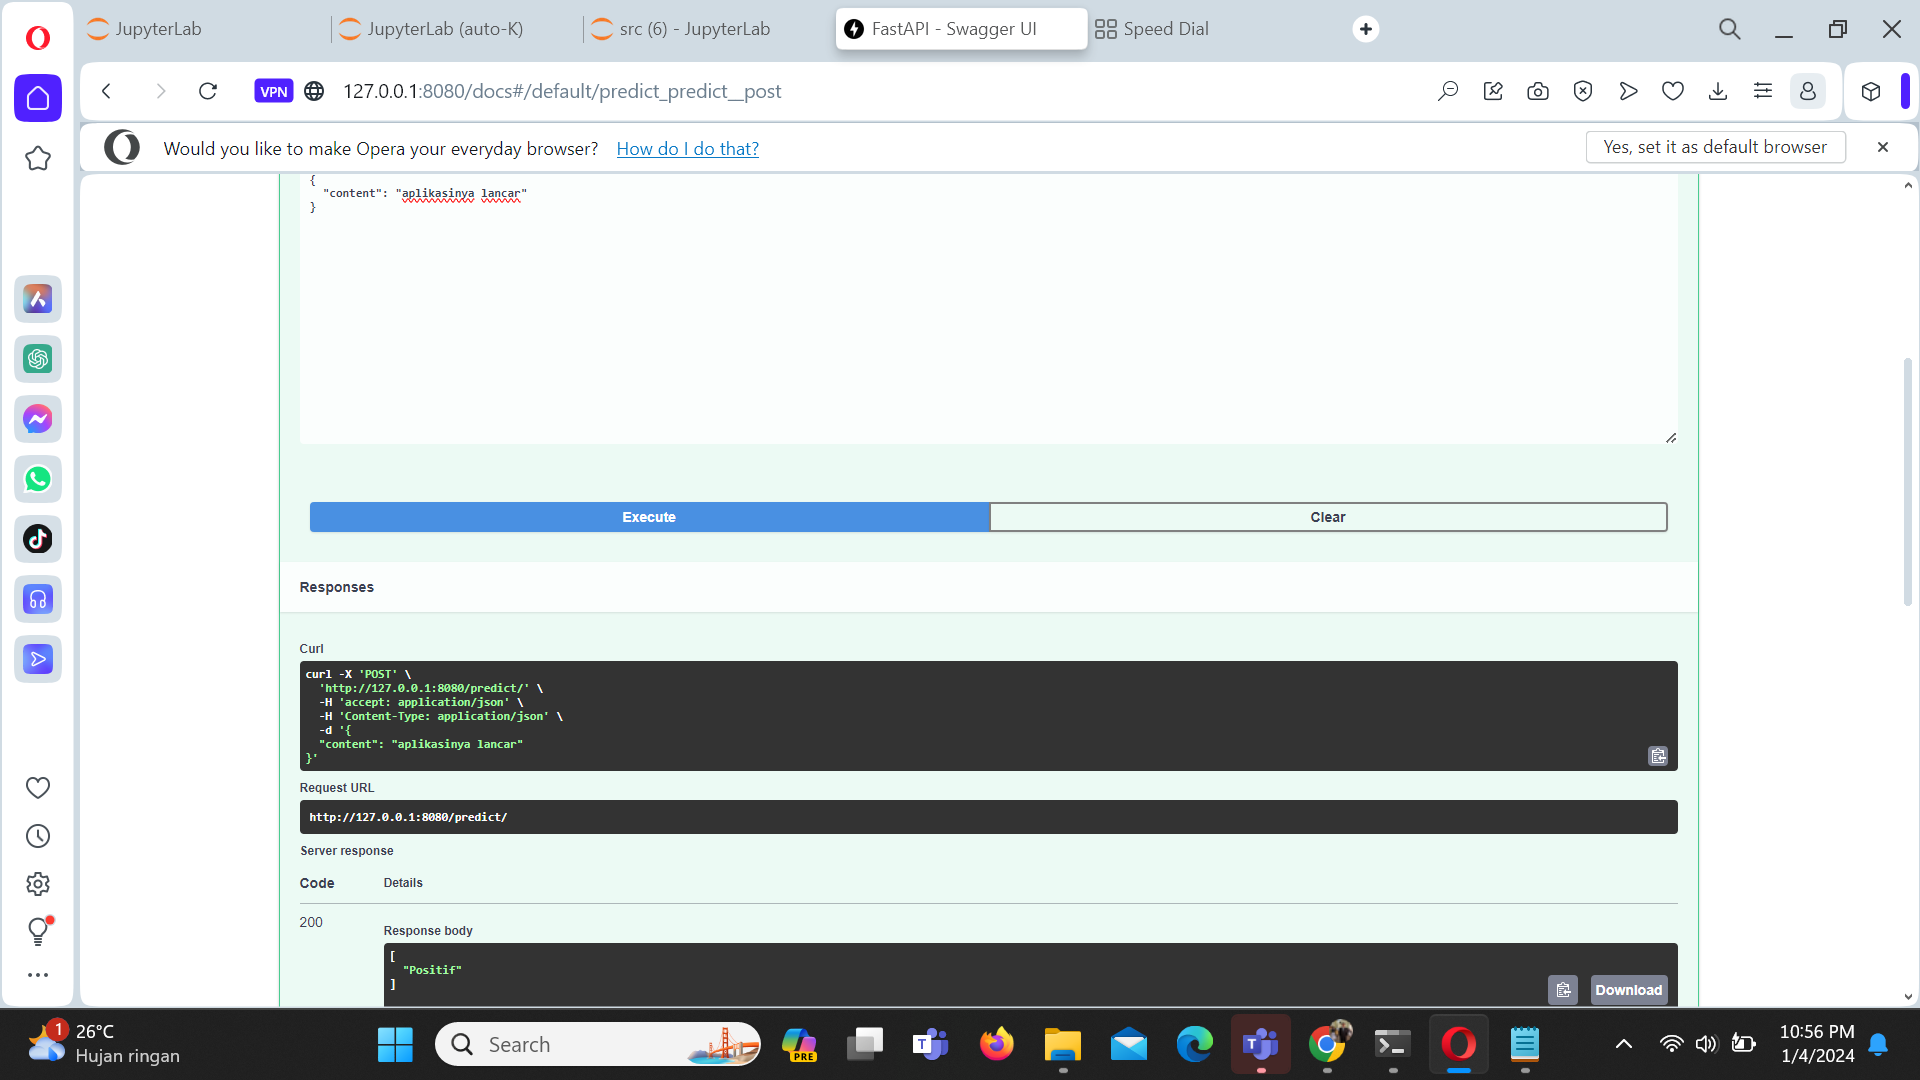 JupyterLab
JupyterLab (auto-K)
src (6) - JupyterLab
FastAPI - Swagger UI
Speed Dial
VPN
127.0.0.1:8080/docs#/default/predict_predict__post
Would you like to make Opera your everyday browser?
How do I do that?
Yes, set it as default browser
{
"content": "aplikasinya lancar"
}
Execute
Clear
Responses
Curl
curl -X 'POST' \
'http://127.0.0.1:8080/predict/' \
-H 'accept: application/json' \
-H 'Content-Type: application/json' \
-d '{
"content": "aplikasinya lancar"
}'
Request URL
http://127.0.0.1:8080/predict/
Server response
Code
Details
200
Response body
[
"Positif"
]
Download
1
26°C
Hujan ringan
Search
PRE
T
T
10:56 PM
1/4/2024